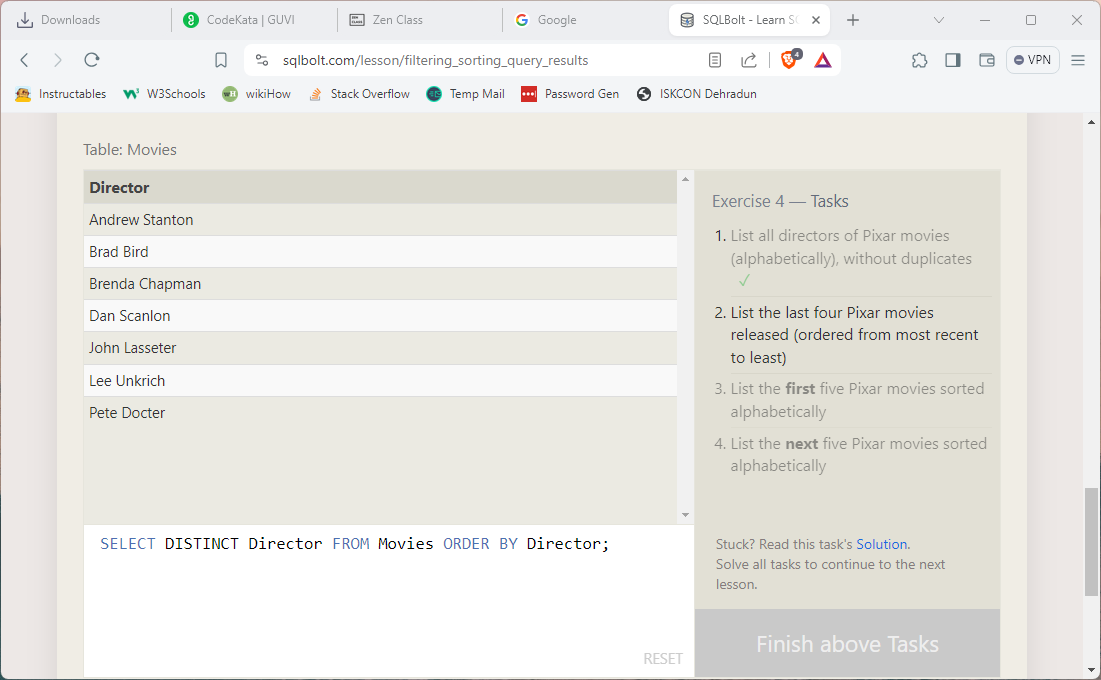 Downloads
CodeKata | GUVI
Zen Class
Google
SQLBolt - Learn S
sqlbolt.com/lesson/filtering_sorting_query_results
4
VPN
Instructables
W3Schools
wikiHow
Stack Overflow
Temp Mail
Password Gen
ISKCON Dehradun
Table: Movies
Director
Andrew Stanton
Brad Bird
Brenda Chapman
Dan Scanlon
John Lasseter
Lee Unkrich
Pete Docter
SELECT DISTINCT Director FROM Movies ORDER BY Director;
RESET
Exercise 4 — Tasks
1. List all directors of Pixar movies
(alphabetically), without duplicates
✓
2. List the last four Pixar movies
released (ordered from most recent
to least)
3. List the first five Pixar movies sorted
alphabetically
4. List the next five Pixar movies sorted
alphabetically
Stuck? Read this task's Solution.
Solve all tasks to continue to the next
lesson.
Finish above Tasks